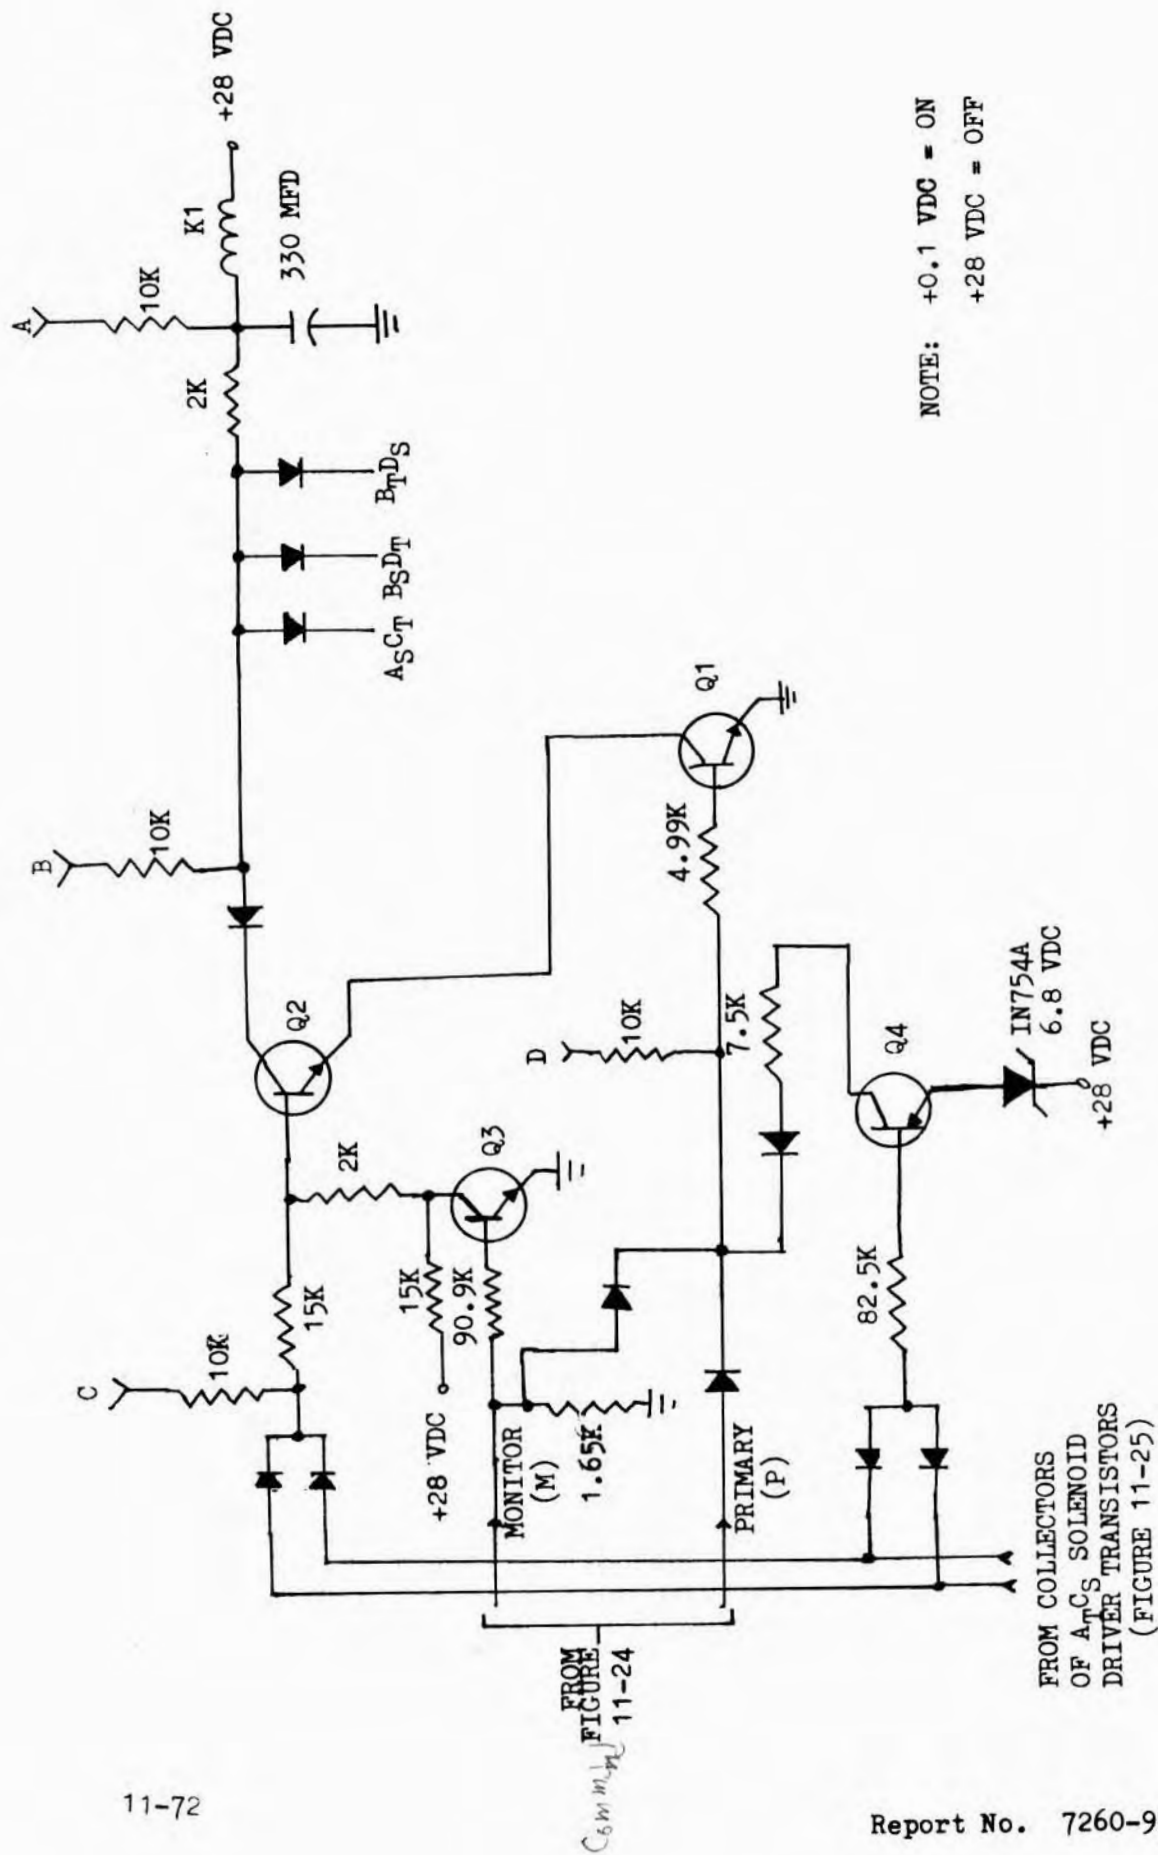 A
10K
K1
+28 VDC
2K
330 MFD
B
10K
ASCT
BSDT
BTDS
Q2
C
10K
15K
2K
Q3
15K
90.9K
+28 VDC
MONITOR
(M)
1.65K
PRIMARY
(P)
D
10K
4.99K
Q1
7.5K
Q4
82.5K
IN754A
6.8 VDC
+28 VDC
FROM
FIGURE
11-24
FROM COLLECTORS
OF ATCS SOLENOID
DRIVER TRANSISTORS
(FIGURE 11-25)
NOTE: +0.1 VDC = ON
+28 VDC = OFF
11-72
Report No. 7260-9